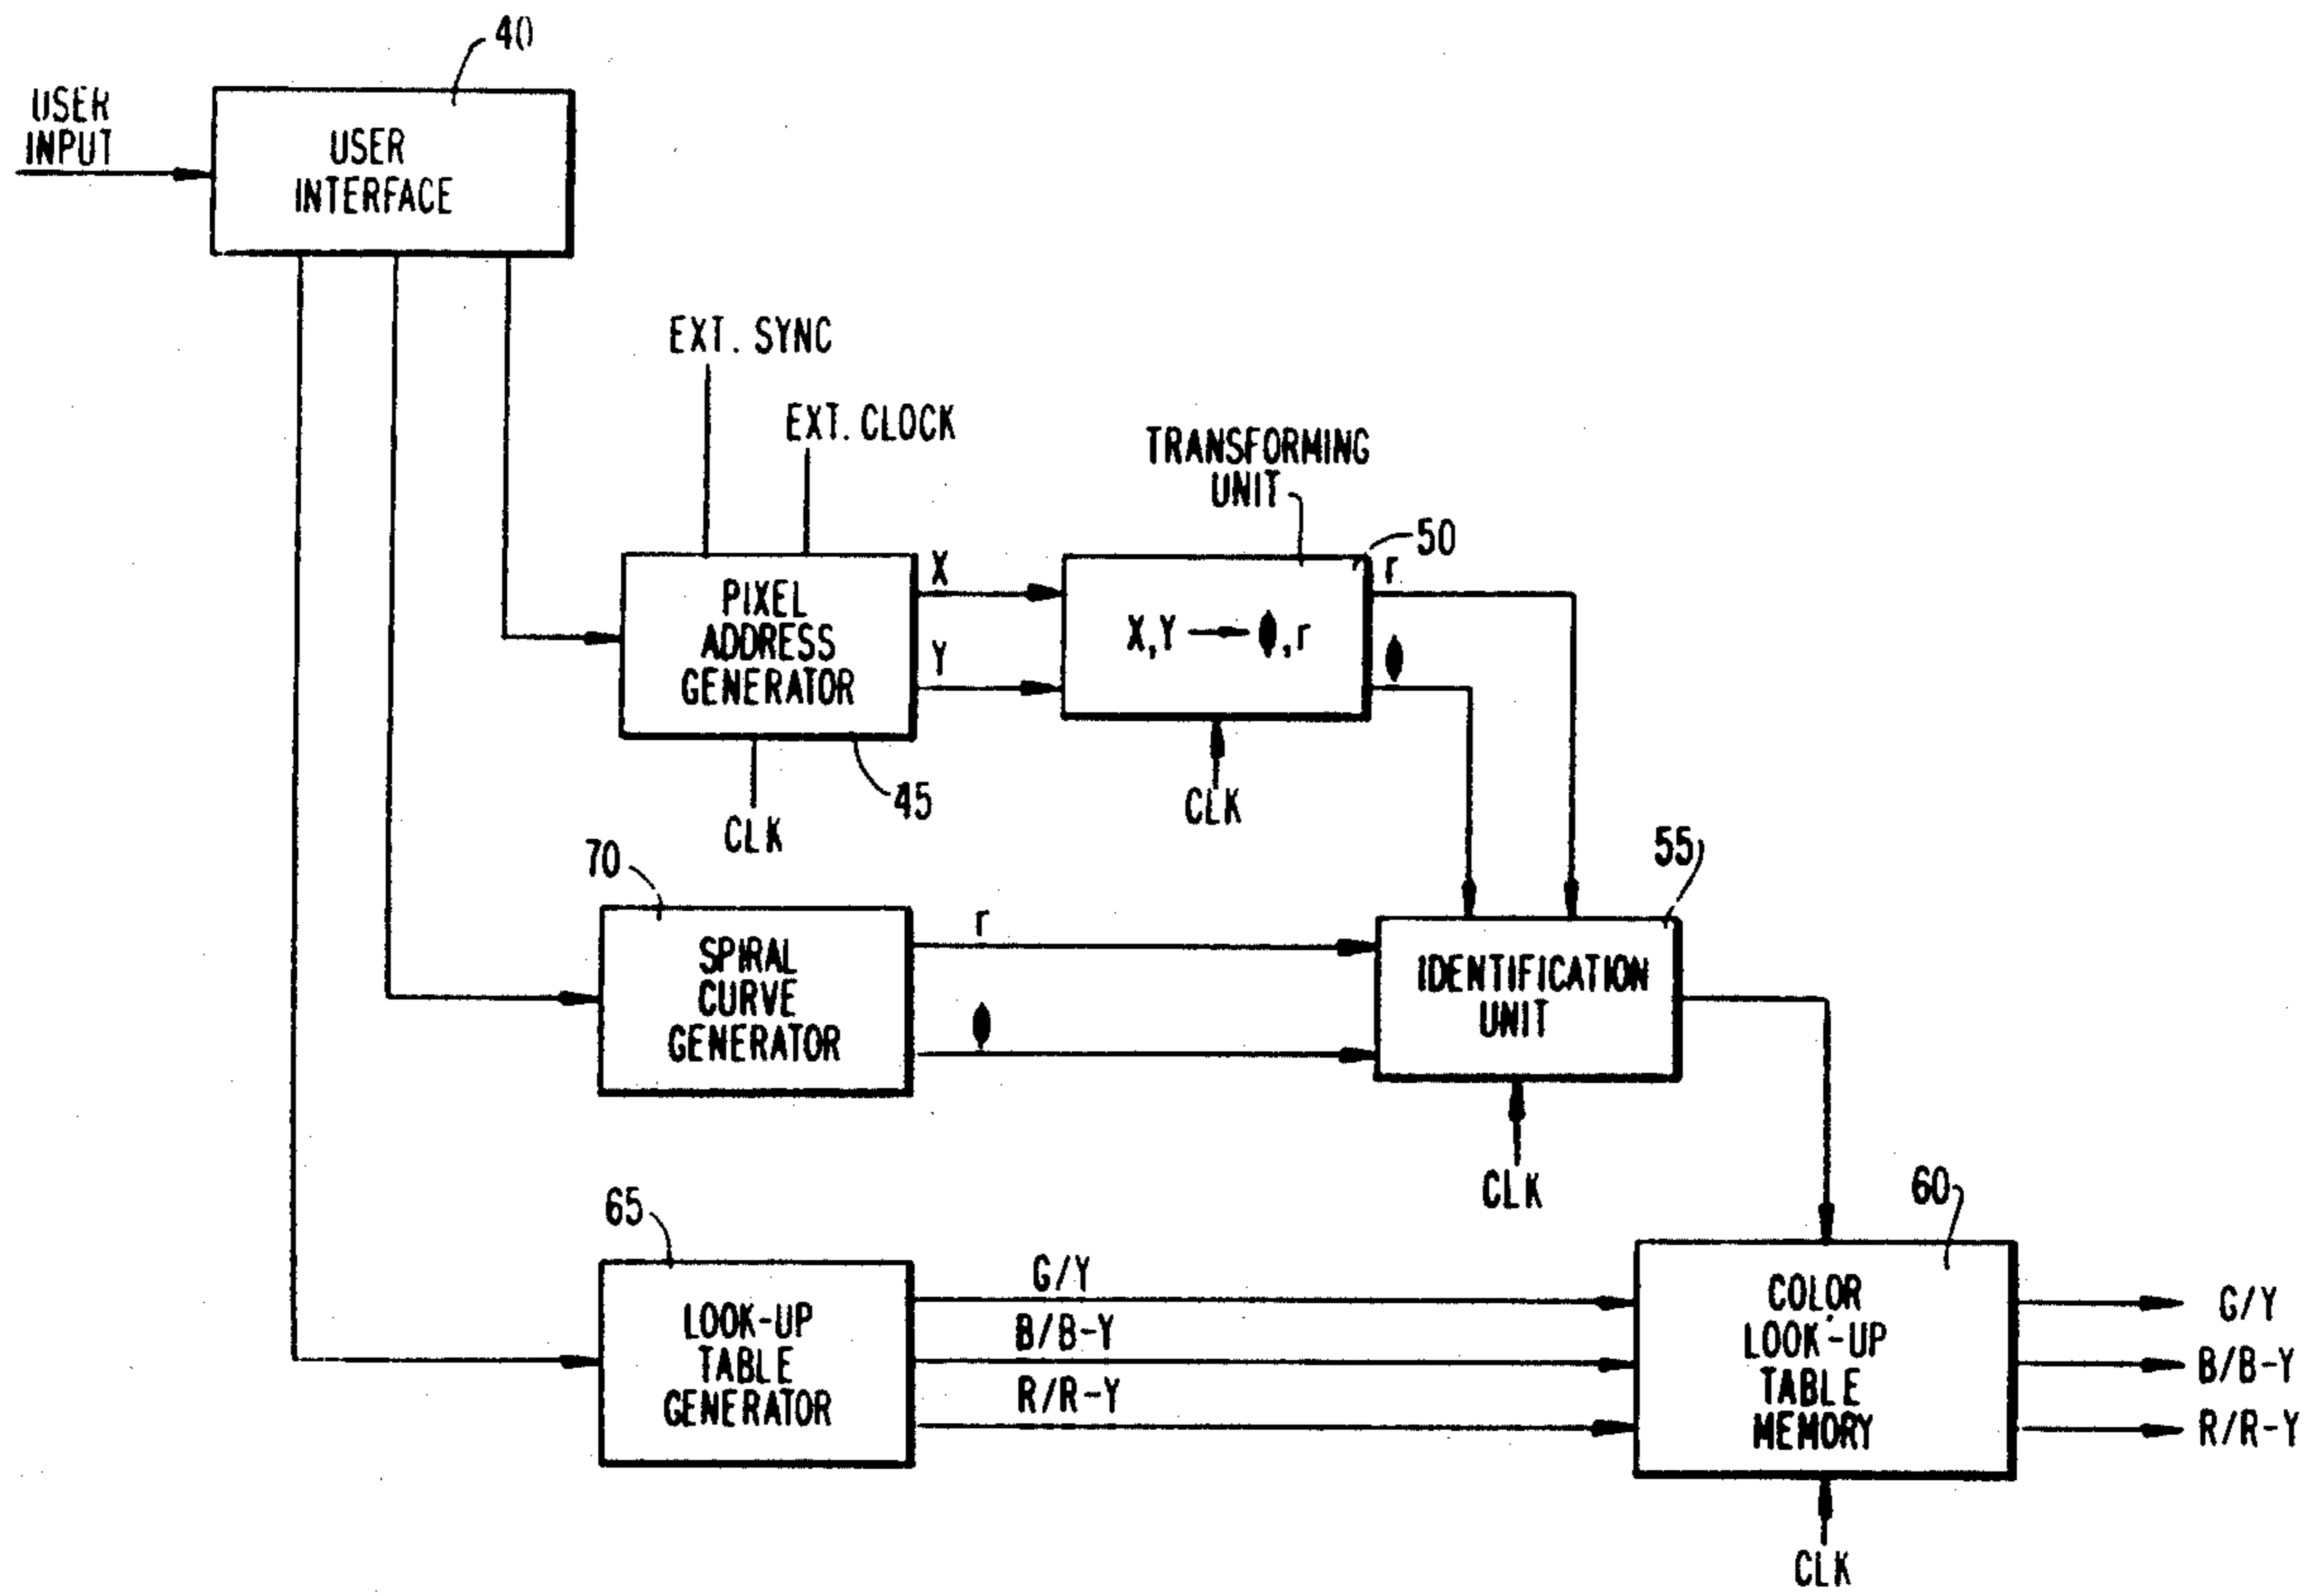 40
USER
INPUT
USER
INTERFACE
EXT. SYNC
EXT. CLOCK
TRANSFORMING
UNIT
50
X
r
PIXEL
ADDRESS
GENERATOR
X,Y → Φ,r
Y
Φ
45
CLK
CLK
70
55
r
SPIRAL
CURVE
GENERATOR
IDENTIFICATION
UNIT
Φ
CLK
65
60
G/Y
LOOK-UP
TABLE
GENERATOR
B/B-Y
R/R-Y
COLOR
LOOK-UP
TABLE
MEMORY
G/Y
B/B-Y
R/R-Y
CLK